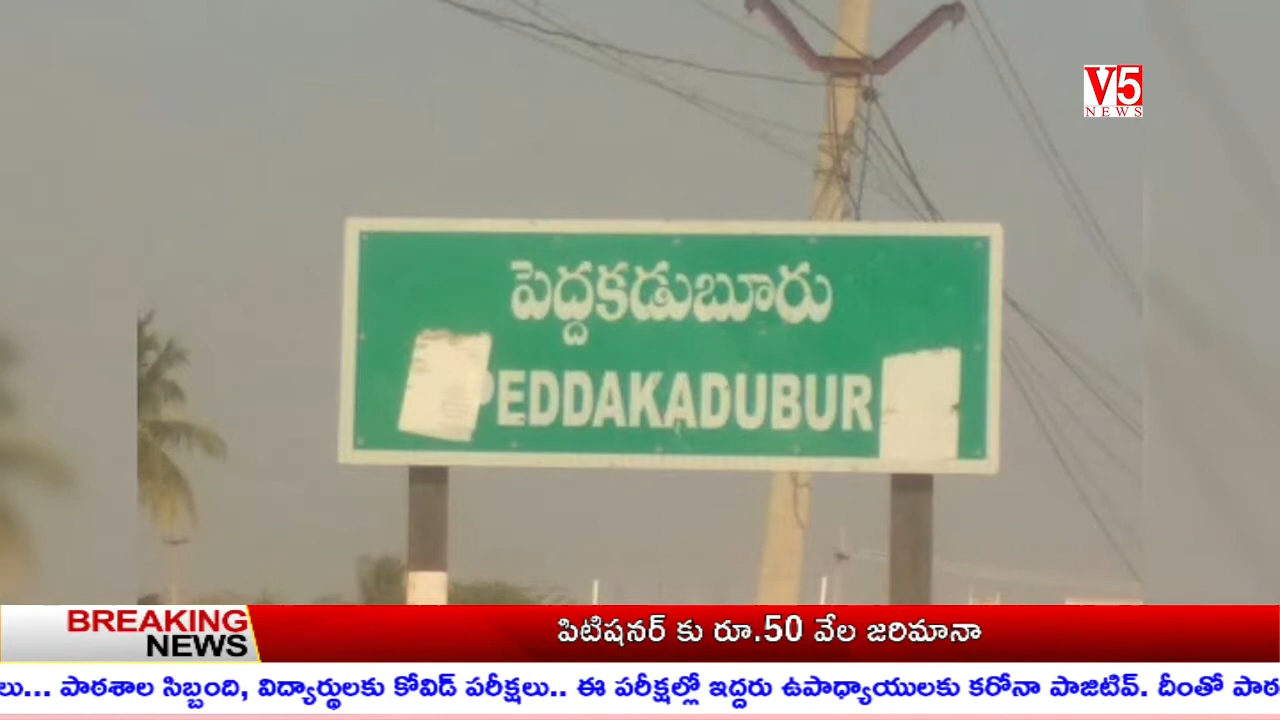 V5
NEWS
పెద్దకడుబూరు
PEDDAKADUBUR
BREAKING
NEWS
పిటిషనర్ కు రూ.50 వేల జరిమానా
లు... పాఠశాల సిబ్బంది, విద్యార్థులకు కోవిడ్ పరీక్షలు.. ఈ పరీక్షల్లో ఇద్దరు ఉపాధ్యాయులకు కరోనా పాజిటివ్. దీంతో పాఠ